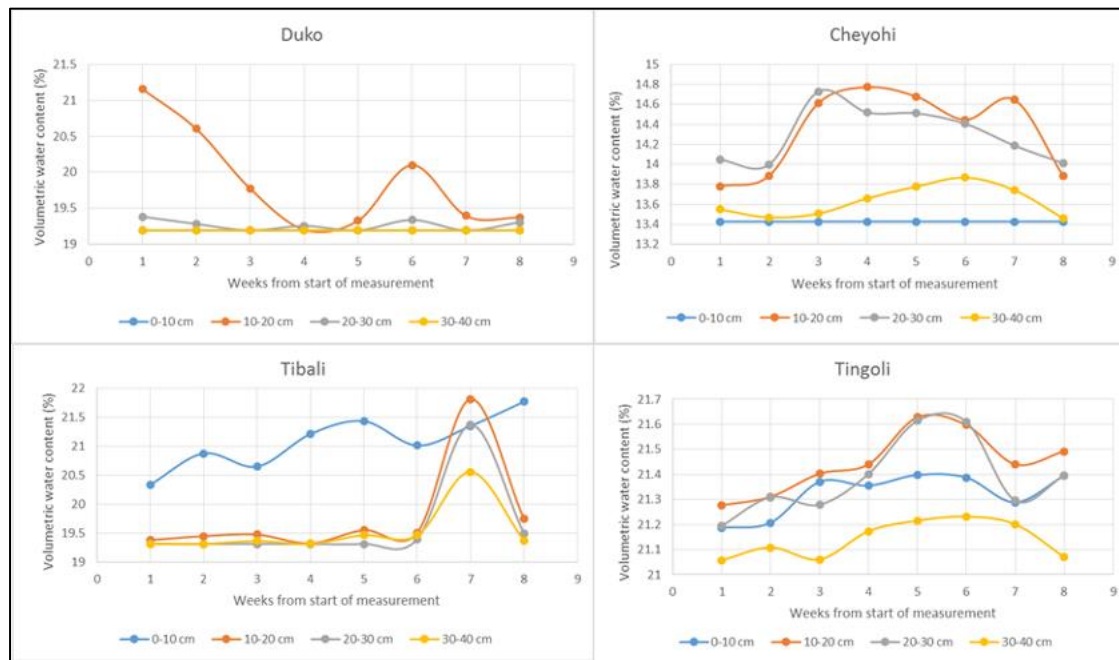 Duko
Volumetric water content (%)
21.5
21
20.5
20
19.5
19
0 1 2 3 4 5 6 7 8 9
Weeks from start of measurement
0-10 cm 10-20 cm 20-30 cm 30-40 cm
Cheyohi
Volumetric water content (%)
15
14.8
14.6
14.4
14.2
14
13.8
13.6
13.4
13.2
0 1 2 3 4 5 6 7 8 9
Weeks from start of measurement
0-10 cm 10-20 cm 20-30 cm 30-40 cm
Tibali
Volumetric water content (%)
22
21.5
21
20.5
20
19.5
19
0 1 2 3 4 5 6 7 8 9
Weeks from start of measurement
0-10 cm 10-20 cm 20-30 cm 30-40 cm
Tingoli
Volumetric water content (%)
21.7
21.6
21.5
21.4
21.3
21.2
21.1
21
0 1 2 3 4 5 6 7 8 9
Weeks from start of measurement
0-10 cm 10-20 cm 20-30 cm 30-40 cm